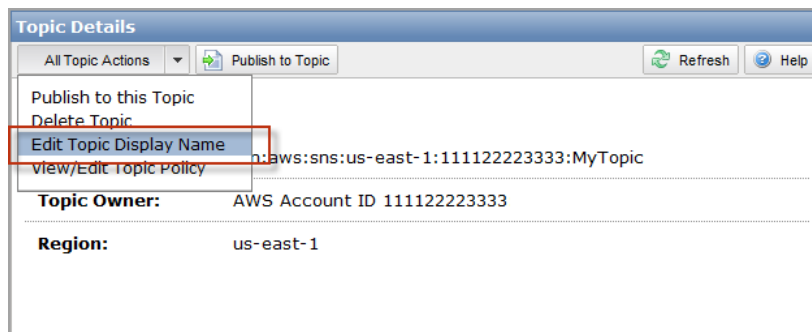 Topic Details
All Topic Actions Publish to Topic Refresh Help
Publish to this Topic
Delete Topic
Edit Topic Display Name
n:aws:sns:us-east-1:111122223333:MyTopic
View/Edit Topic Policy
Topic Owner: AWS Account ID 111122223333
Region: us-east-1